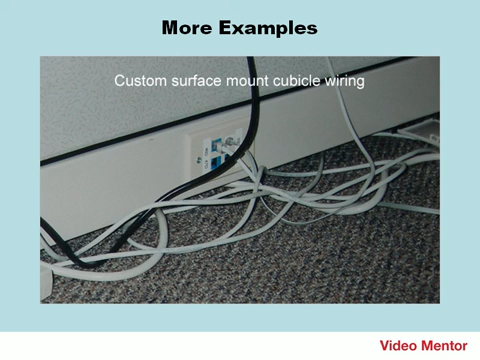 More Examples
Custom surface mount cubicle wiring
Video Mentor